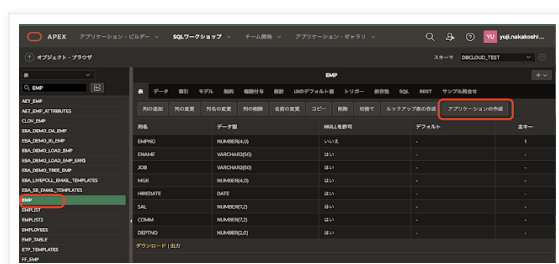 APEX アプリケーション・ビルダー SQLワークショップ チーム開発 アプリケーション・ギャラリ YU yuji.nakakoshi...
オブジェクト・ブラウザ スキーマ DBCLOUD_TEST
表 EMP
EMP
表 データ 索引 モデル 制約 権限付与 統計 UIのデフォルト値 トリガー 依存性 SQL REST サンプル問合せ
列の追加 列の変更 列名の変更 列の削除 名前の変更 コピー 削除 切捨て ルックアップ表の作成 アプリケーションの作成
AET_EMP
AET_EMP_ATTRIBUTES
CLDV_EMP
EBA_DEMO_DA_EMP
EBA_DEMO_IG_EMP
EBA_DEMO_LOAD_EMP
EBA_DEMO_LOAD_EMP_ERR$
EBA_DEMO_TREE_EMP
EBA_LIVEPOLL_EMAIL_TEMPLATES
EBA_SB_EMAIL_TEMPLATES
EMP
EMPLIST
EMPLIST2
EMPLOYEES
EMP_TABLE
ETP_TEMPLATES
FF_EMP
列名 データ型 NULLを許可 デフォルト 主キー
EMPNO NUMBER(4,0) いいえ - 1
ENAME VARCHAR2(50) はい - -
JOB VARCHAR2(50) はい - -
MGR NUMBER(4,0) はい - -
HIREDATE DATE はい - -
SAL NUMBER(7,2) はい - -
COMM NUMBER(7,2) はい - -
DEPTNO NUMBER(2,0) はい - -
ダウンロード | 出力